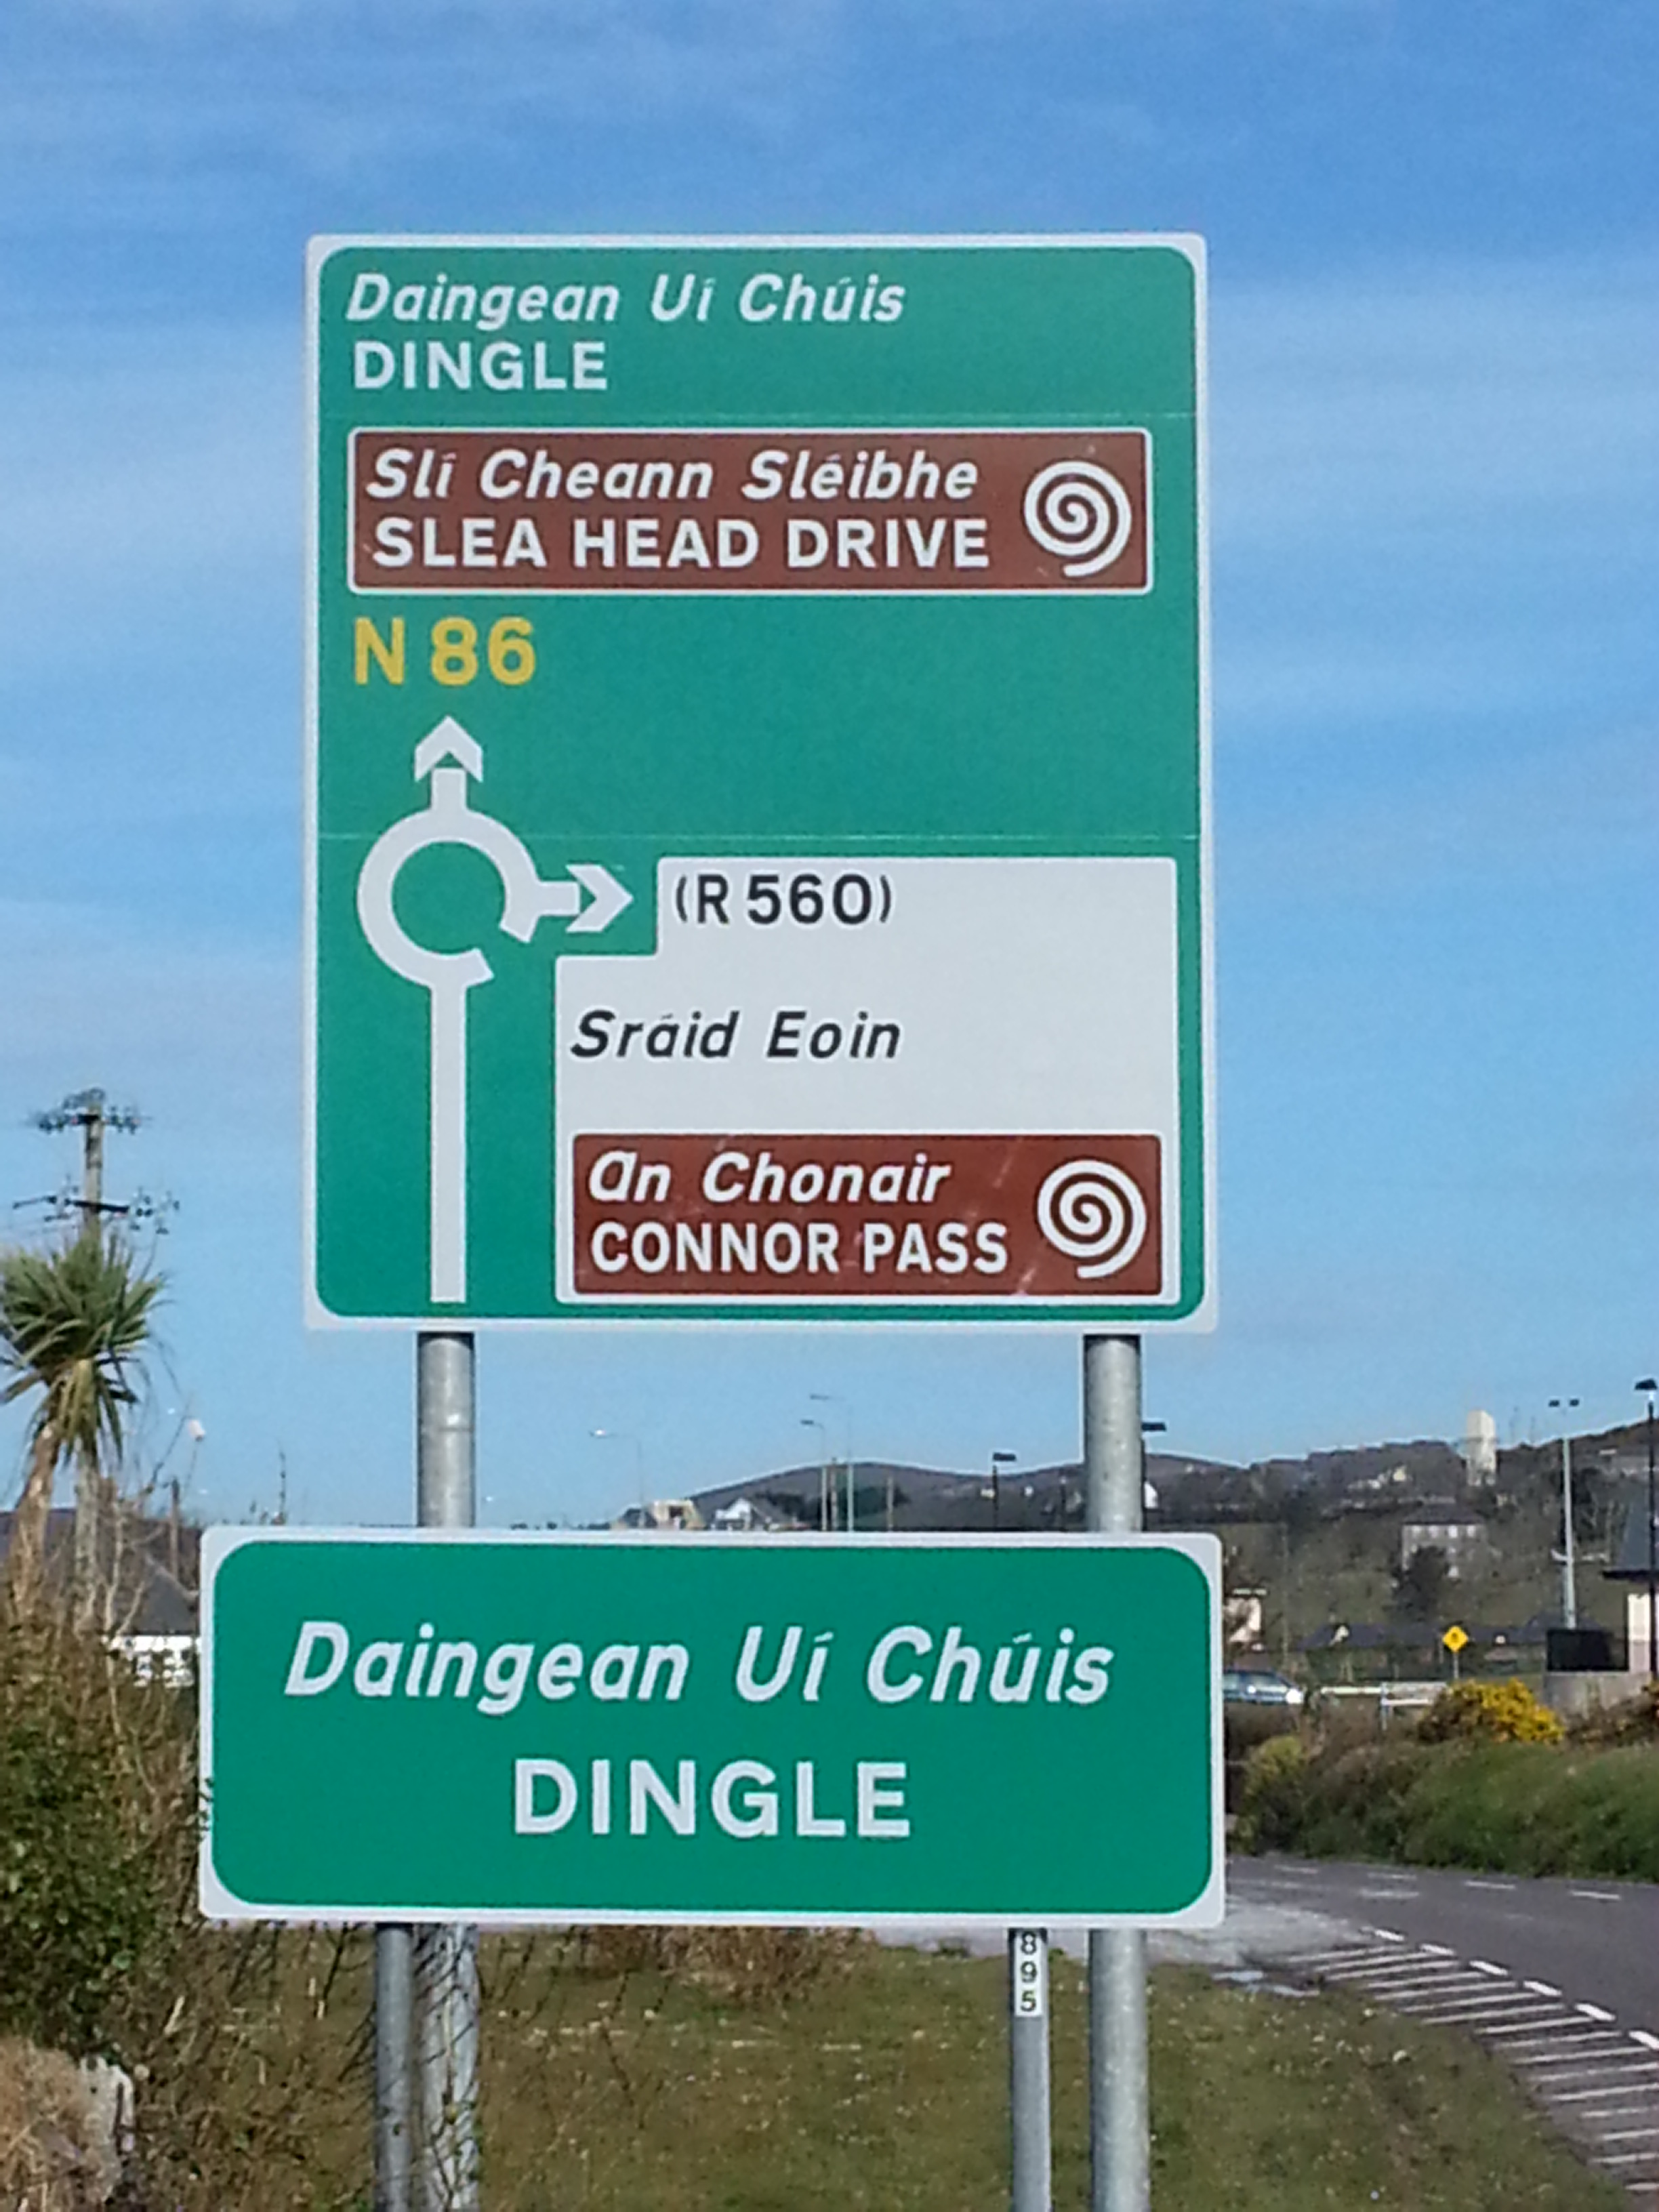 Daingean Uí Chúis
DINGLE
Slí Cheann Sléibhe
SLEA HEAD DRIVE
N 86
(R 560)
Sráid Eoin
An Chonair
CONNOR PASS
Daingean Uí Chúis
DINGLE
895